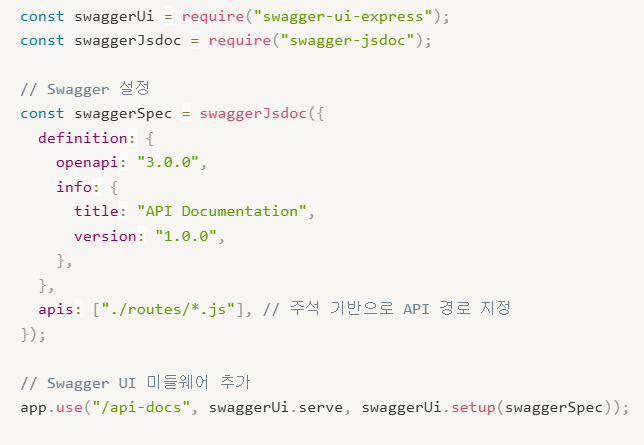 const swaggerUi = require("swagger-ui-express");
const swaggerJsdoc = require("swagger-jsdoc");
// Swagger 설정
const swaggerSpec = swaggerJsdoc({
  definition: {
    openapi: "3.0.0",
    info: {
      title: "API Documentation",
      version: "1.0.0",
    },
  },
  apis: ["./routes/*.js"], // 주석 기반으로 API 경로 지정
});
// Swagger UI 미들웨어 추가
app.use("/api-docs", swaggerUi.serve, swaggerUi.setup(swaggerSpec));